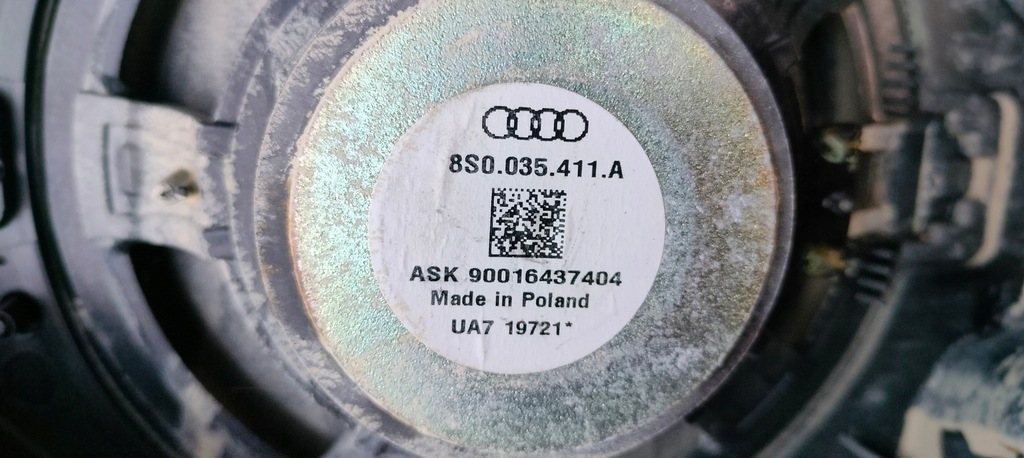 8S0.035.411.A
ASK 90016437404
Made in Poland
UA7 19721*